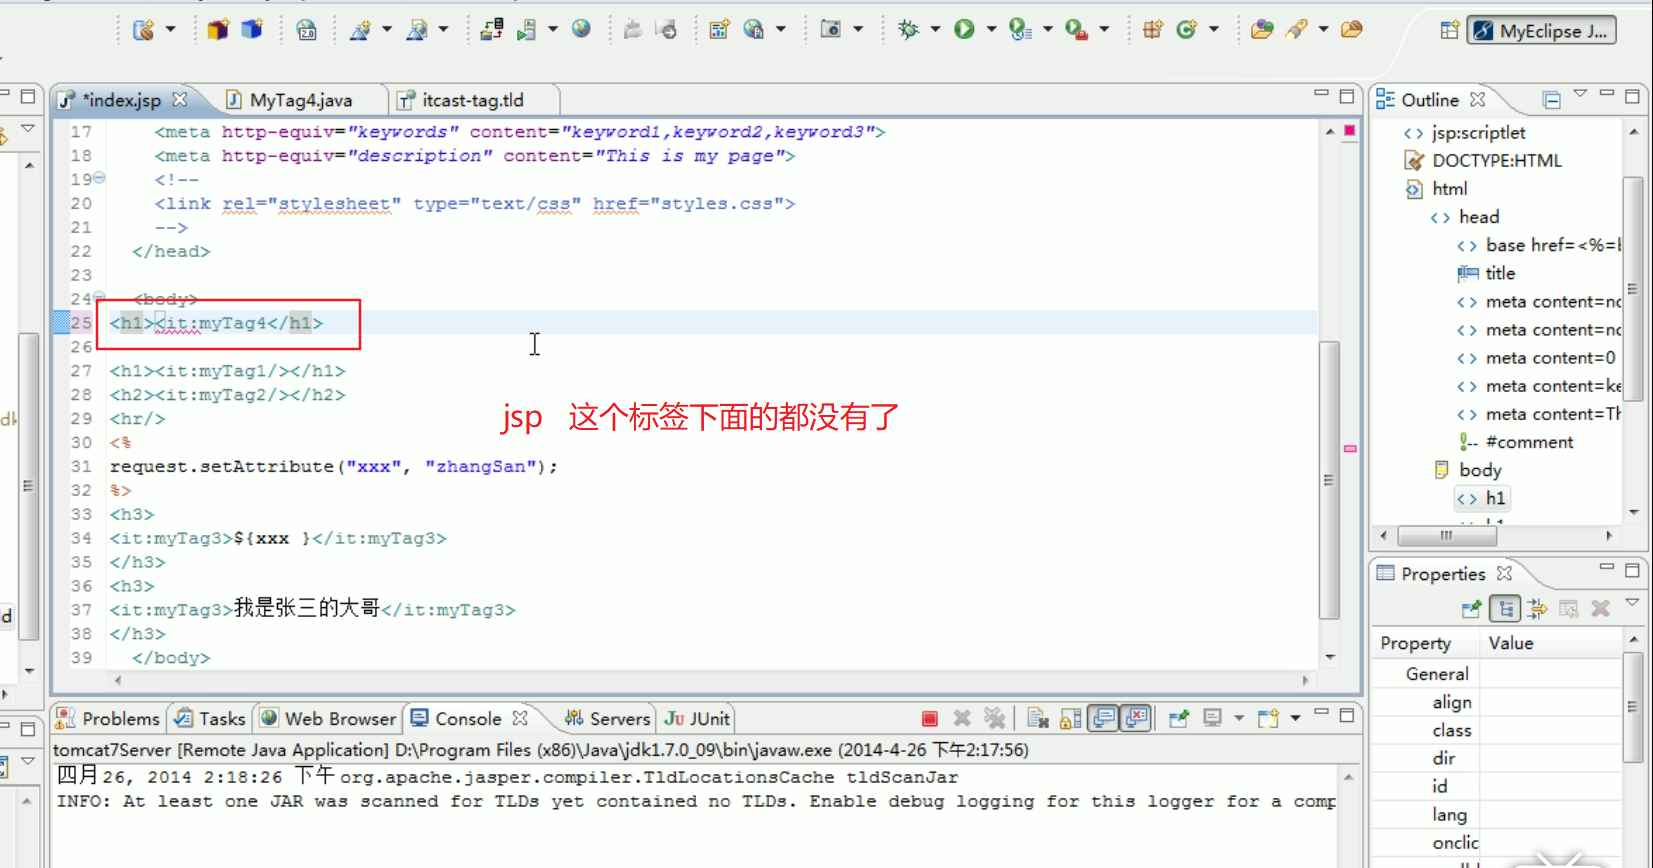 MyEclipse J...
*index.jsp
MyTag4.java
itcast-tag.tld
17 <meta http-equiv="keywords" content="keyword1,keyword2,keyword3">
18 <meta http-equiv="description" content="This is my page">
19 <!--
20 <link rel="stylesheet" type="text/css" href="styles.css">
21 -->
22 </head>
23
24 <body>
25 <h1><it:myTag4</h1>
26
27 <h1><it:myTag1/></h1>
28 <h2><it:myTag2/></h2>
29 <hr/>
30 <%
31 request.setAttribute("xxx", "zhangSan");
32 %>
33 <h3>
34 <it:myTag3>${xxx }</it:myTag3>
35 </h3>
36 <h3>
37 <it:myTag3>我是张三的大哥</it:myTag3>
38 </h3>
39 </body>
jsp 这个标签下面的都没有了
Outline
jsp:scriptlet
DOCTYPE:HTML
html
head
base href=<%=
title
meta content=no
meta content=no
meta content=0
meta content=ke
meta content=Th
#comment
body
h1
Properties
Property Value
General
align
class
dir
id
lang
onclic
Problems Tasks Web Browser Console Servers JUnit
tomcat7Server [Remote Java Application] D:\Program Files (x86)\Java\jdk1.7.0_09\bin\javaw.exe (2014-4-26 下午2:17:56)
四月 26, 2014 2:18:26 下午 org.apache.jasper.compiler.TldLocationsCache tldScanJar
INFO: At least one JAR was scanned for TLDs yet contained no TLDs. Enable debug logging for this logger for a comp